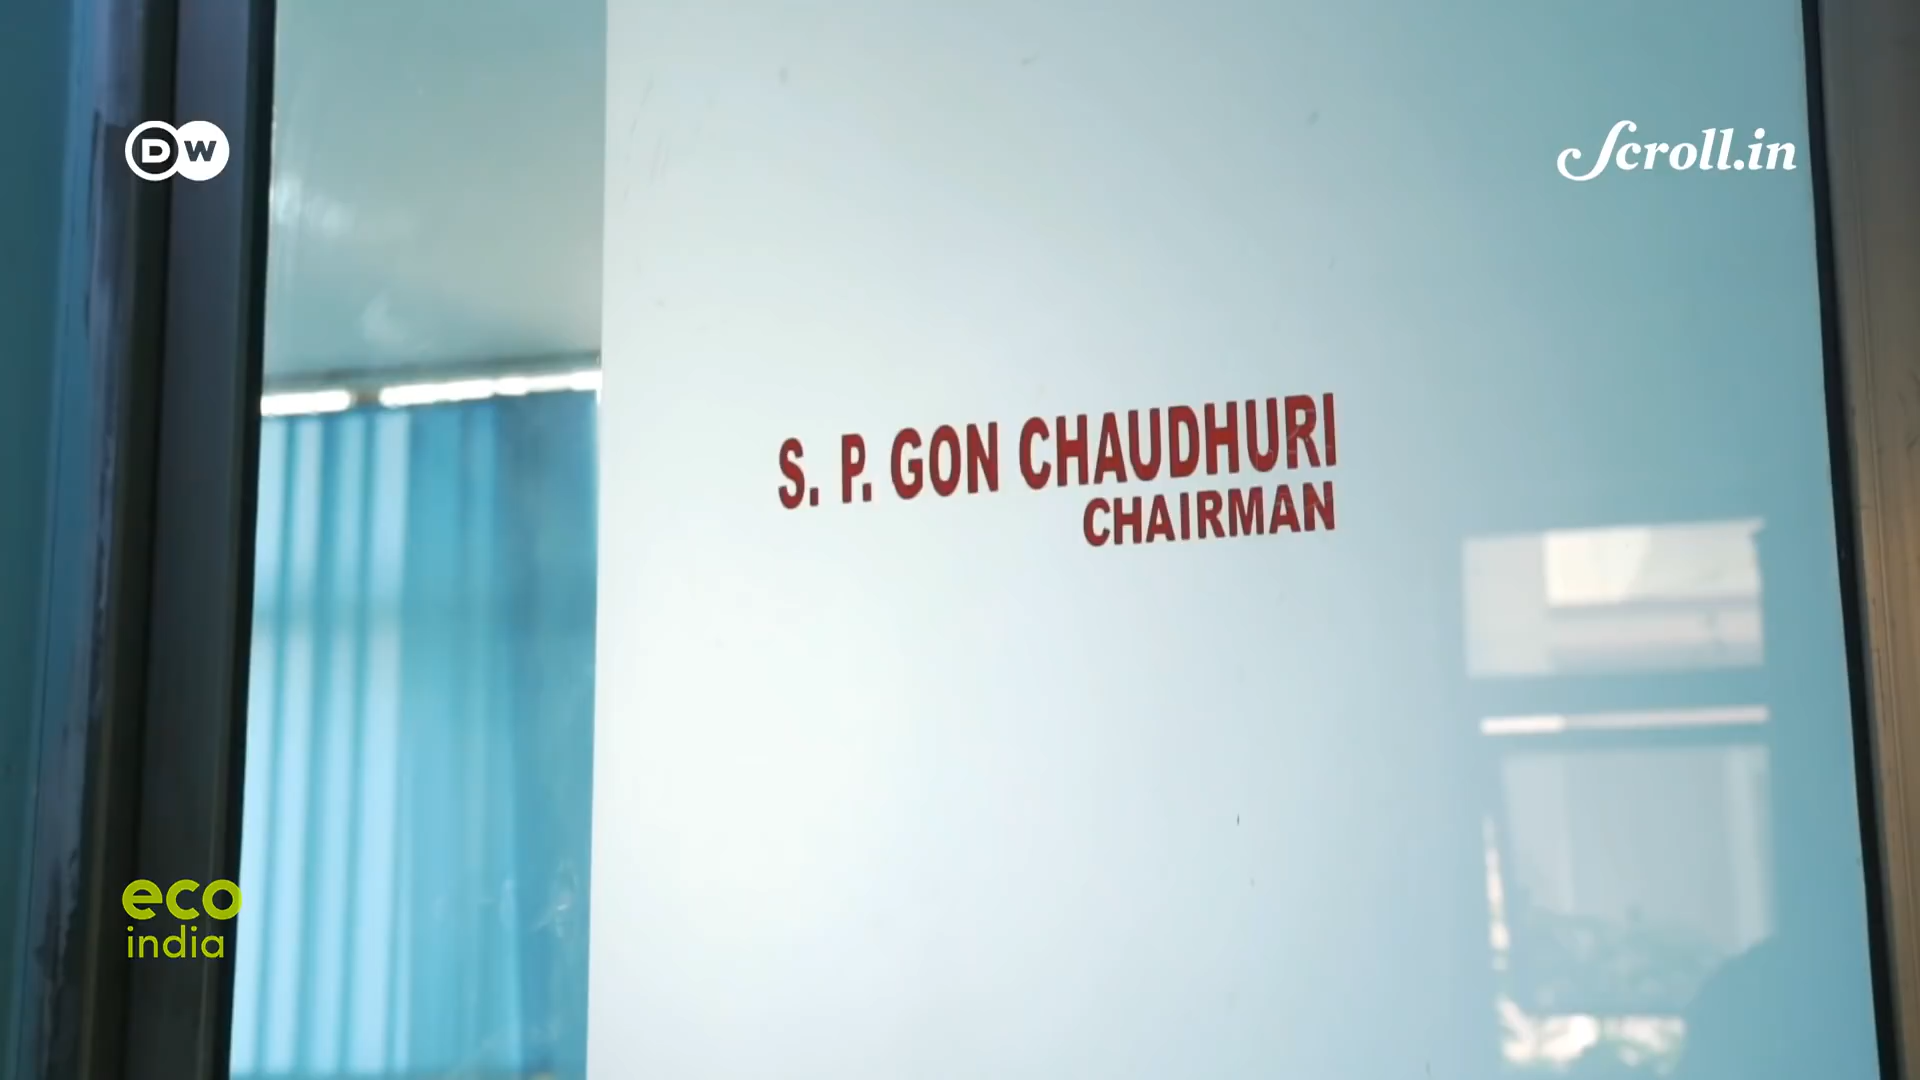 DW
Scroll.in
S. P. GON CHAUDHURI
CHAIRMAN
eco
india